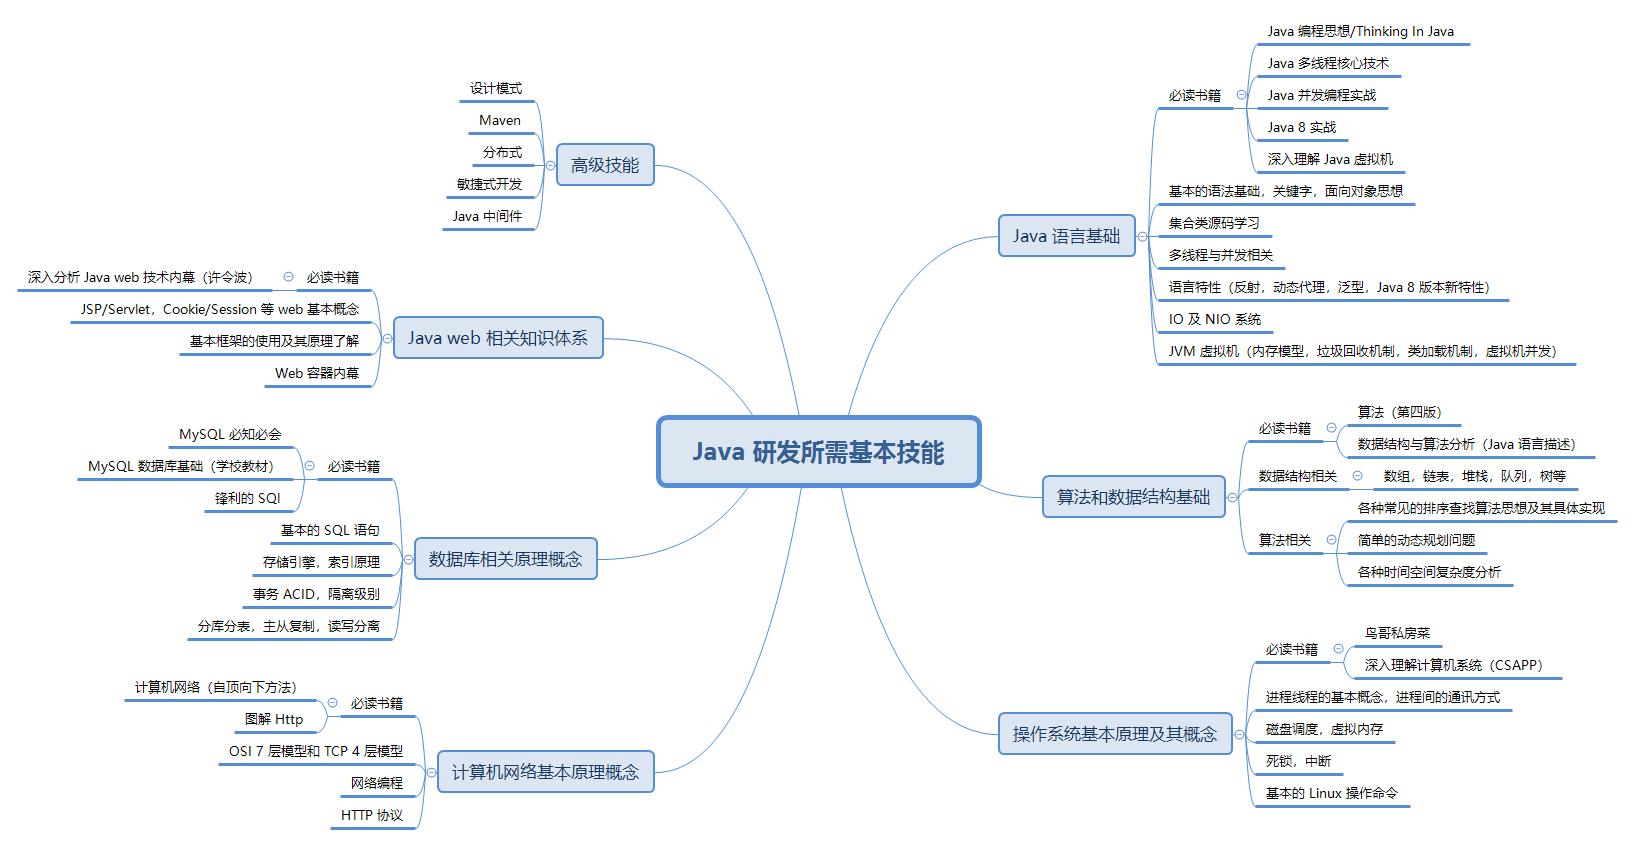 Java 研发所需基本技能
Java 语言基础
必读书籍
Java 编程思想/Thinking In Java
Java 多线程核心技术
Java 并发编程实战
Java 8 实战
深入理解 Java 虚拟机
基本的语法基础，关键字，面向对象思想
集合类源码学习
多线程与并发相关
语言特性（反射，动态代理，泛型，Java 8 版本新特性）
IO 及 NIO 系统
JVM 虚拟机（内存模型，垃圾回收机制，类加载机制，虚拟机并发）
算法和数据结构基础
必读书籍
算法（第四版）
数据结构与算法分析（Java 语言描述）
数据结构相关
数组，链表，堆栈，队列，树等
算法相关
各种常见的排序查找算法思想及其具体实现
简单的动态规划问题
各种时间空间复杂度分析
操作系统基本原理及其概念
必读书籍
鸟哥私房菜
深入理解计算机系统（CSAPP）
进程线程的基本概念，进程间的通讯方式
磁盘调度，虚拟内存
死锁，中断
基本的 Linux 操作命令
高级技能
设计模式
Maven
分布式
敏捷式开发
Java 中间件
Java web 相关知识体系
必读书籍
深入分析 Java web 技术内幕（许令波）
JSP/Servlet，Cookie/Session 等 web 基本概念
基本框架的使用及其原理了解
Web 容器内幕
数据库相关原理概念
必读书籍
MySQL 必知必会
MySQL 数据库基础（学校教材）
锋利的 SQl
基本的 SQL 语句
存储引擎，索引原理
事务 ACID，隔离级别
分库分表，主从复制，读写分离
计算机网络基本原理概念
必读书籍
计算机网络（自顶向下方法）
图解 Http
OSI 7 层模型和 TCP 4 层模型
网络编程
HTTP 协议